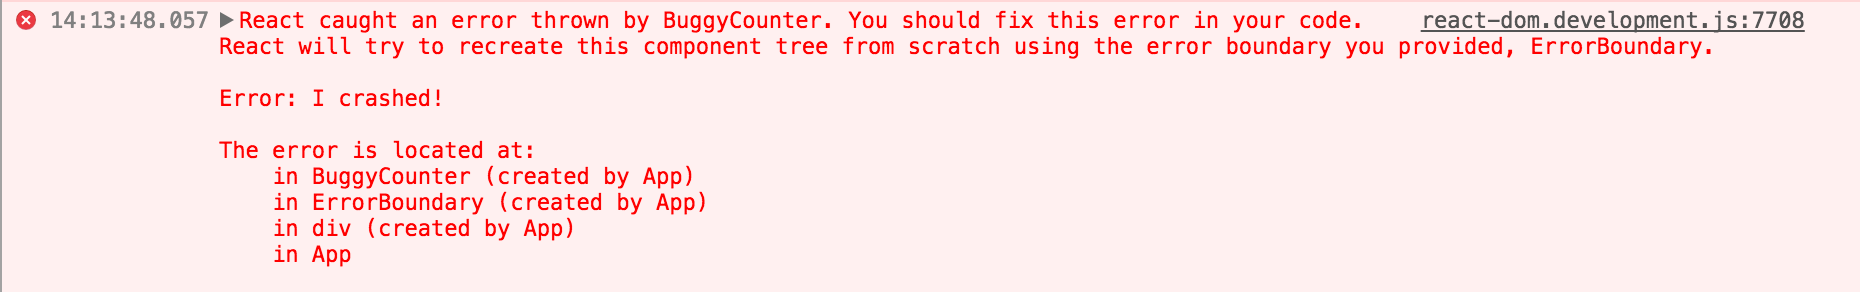 14:13:48.057 ▶React caught an error thrown by BuggyCounter. You should fix this error in your code. react-dom.development.js:7708
React will try to recreate this component tree from scratch using the error boundary you provided, ErrorBoundary.
Error: I crashed!
The error is located at:
in BuggyCounter (created by App)
in ErrorBoundary (created by App)
in div (created by App)
in App